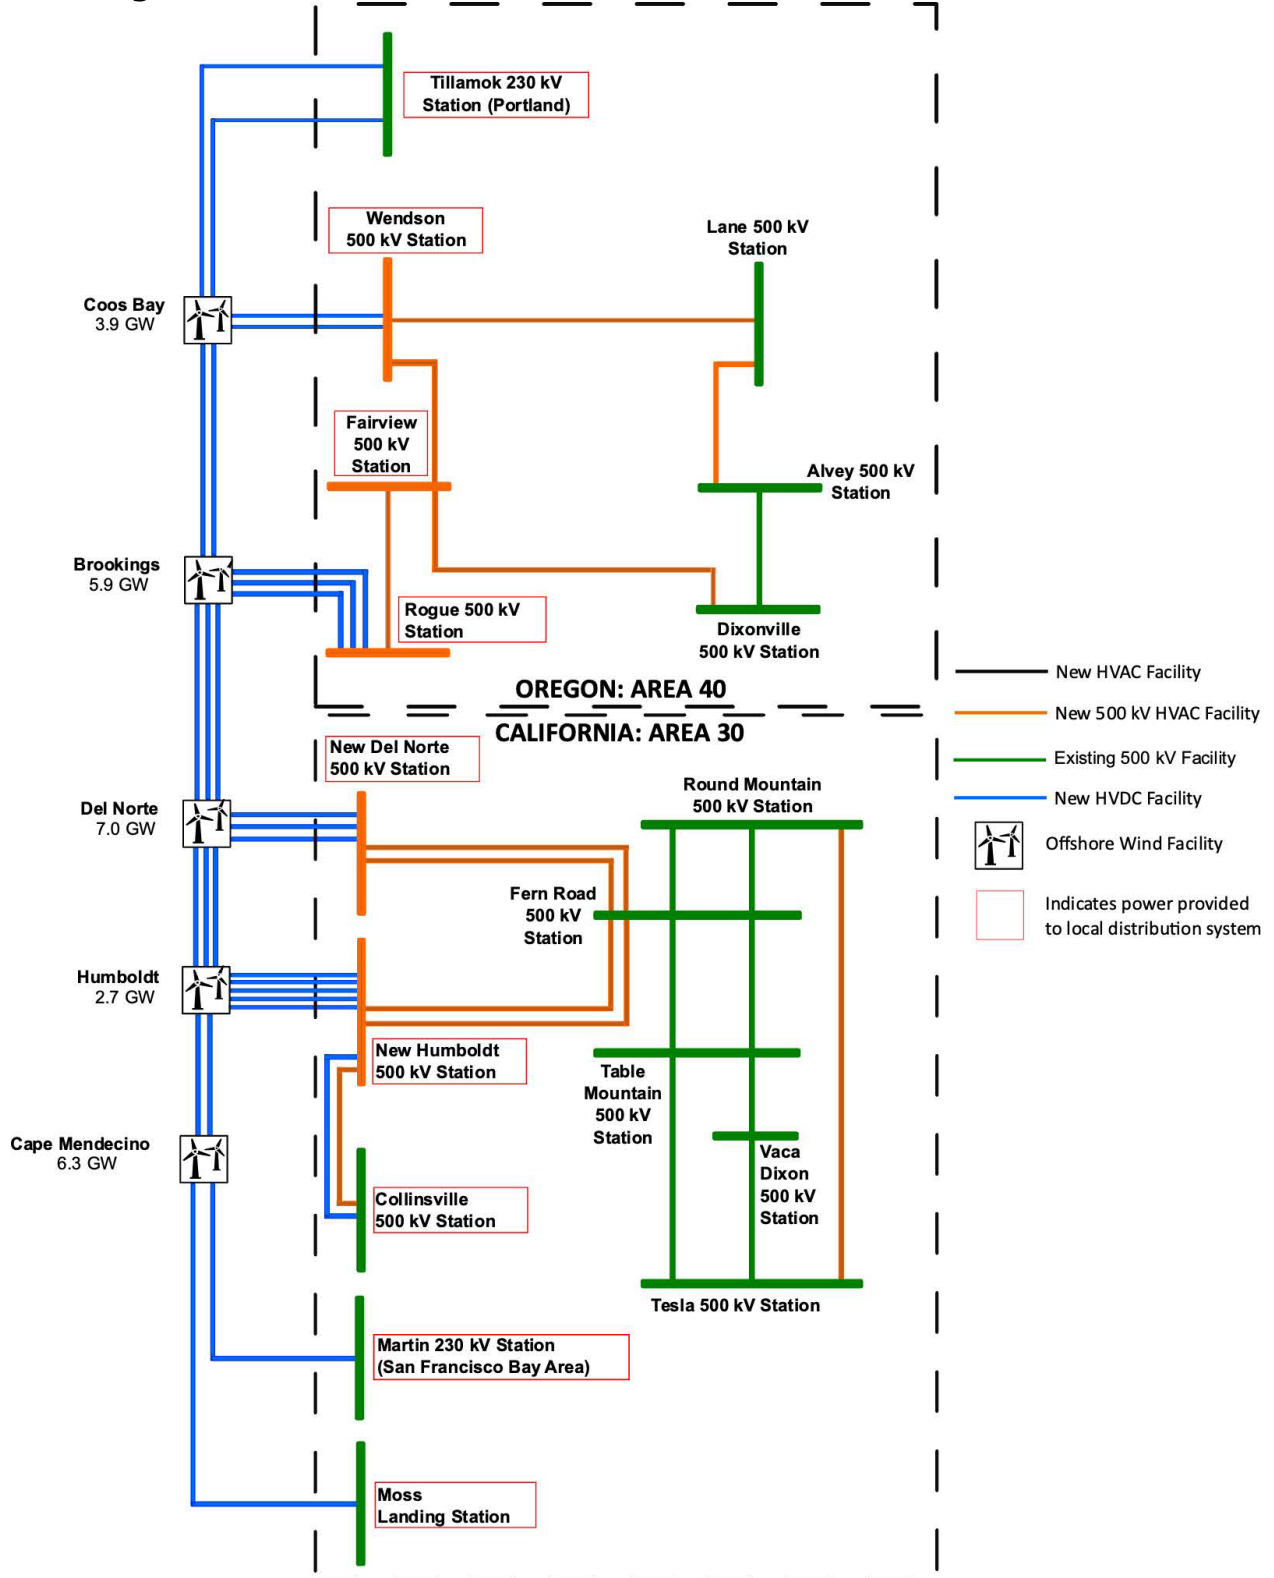 Tillamok 230 kV
Station (Portland)
Wendson
500 kV Station
Lane 500 kV
Station
Coos Bay
3.9 GW
Fairview
500 kV
Station
Alvey 500 kV
Station
Brookings
5.9 GW
Rogue 500 kV
Station
Dixonville
500 kV Station
OREGON: AREA 40
CALIFORNIA: AREA 30
New HVAC Facility
New 500 kV HVAC Facility
Existing 500 kV Facility
New HVDC Facility
Offshore Wind Facility
Indicates power provided
to local distribution system
New Del Norte
500 kV Station
Round Mountain
500 kV Station
Del Norte
7.0 GW
Fern Road
500 kV
Station
Humboldt
2.7 GW
New Humboldt
500 kV Station
Table
Mountain
500 kV
Station
Cape Mendecino
6.3 GW
Vaca
Dixon
500 kV
Station
Collinsville
500 kV Station
Tesla 500 kV Station
Martin 230 kV Station
(San Francisco Bay Area)
Moss
Landing Station